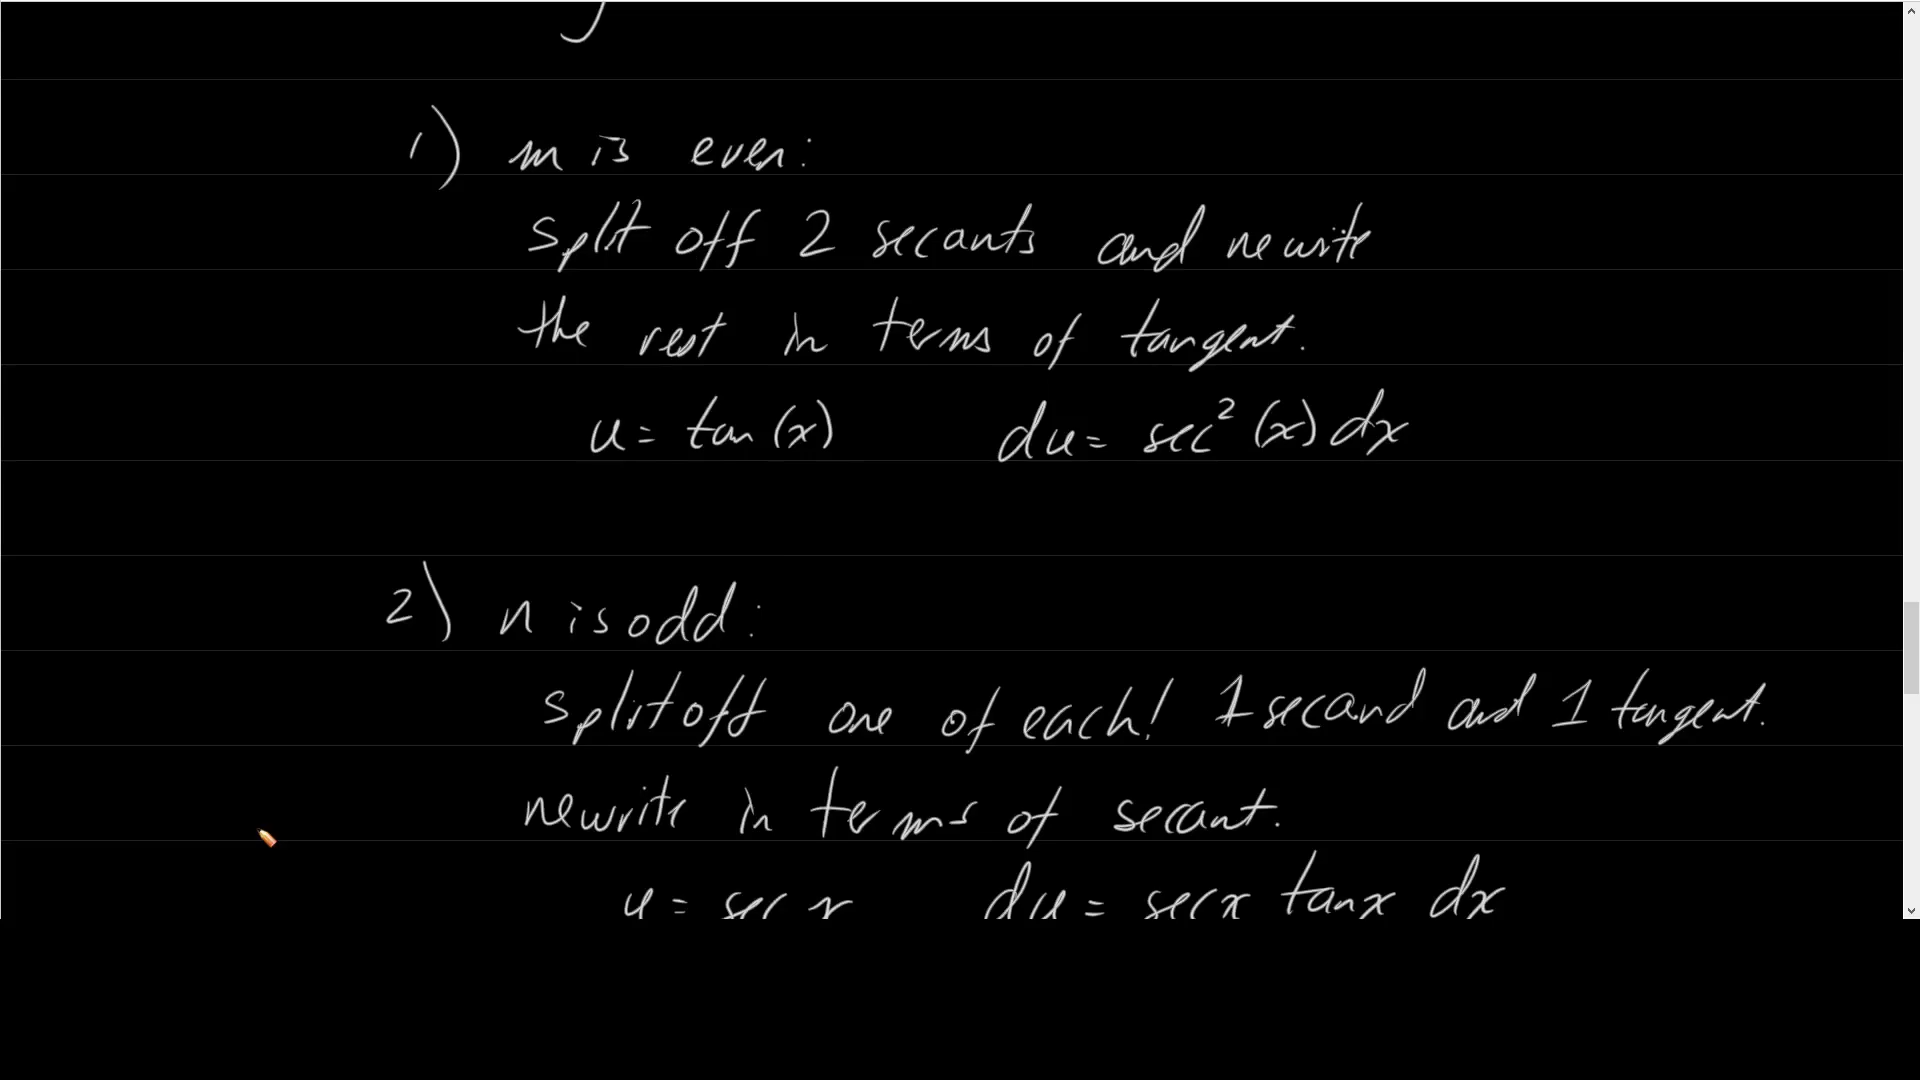 1) m is even:
split off 2 secants and rewrite
the rest in terms of tangent.
u = tan(x) du = sec² (x) dx
2) n is odd:
split off one of each! 1 secand and 1 tangent.
rewrite in terms of secant.
u = sec x du = secx tanx dx